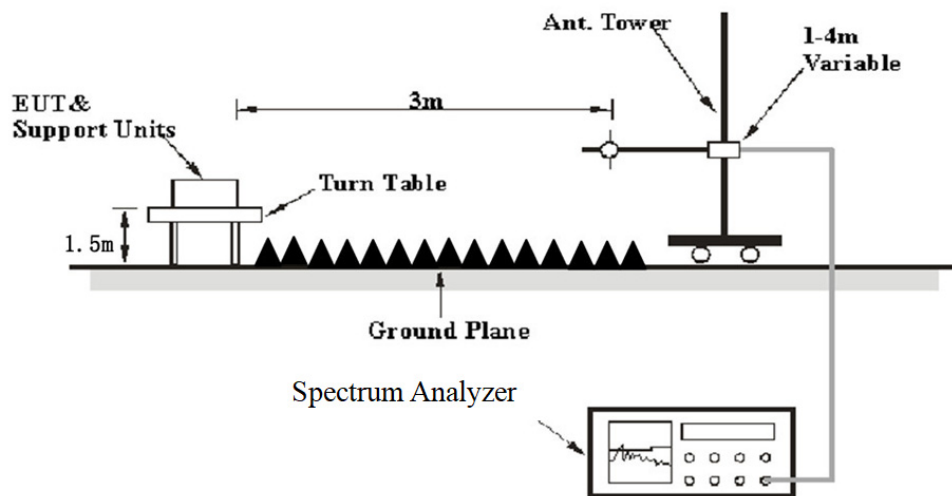 Ant. Tower
1-4m
Variable
EUT&
Support Units
3m
Turn Table
1.5m
Ground Plane
Spectrum Analyzer